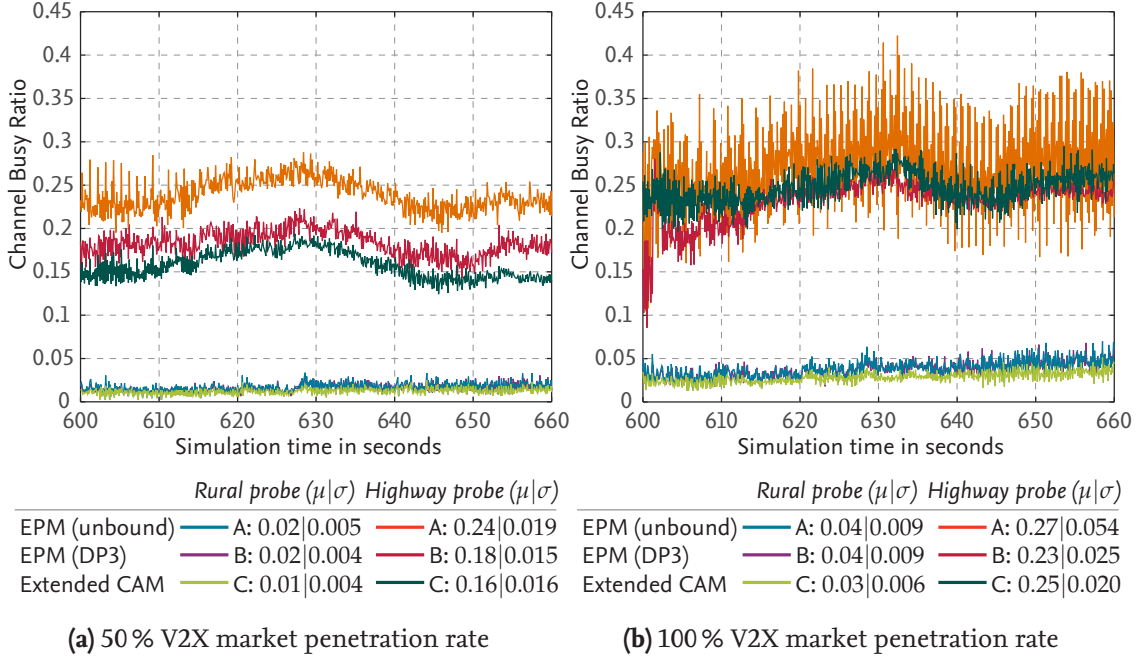 0.45
0.4
0.35
0.3
0.25
0.2
0.15
0.1
0.05
0
Channel Busy Ratio
600 610 620 630 640 650 660
Simulation time in seconds
Rural probe (μ|σ) Highway probe (μ|σ)
EPM (unbound) A: 0.02|0.005 A: 0.24|0.019
EPM (DP3) B: 0.02|0.004 B: 0.18|0.015
Extended CAM C: 0.01|0.004 C: 0.16|0.016
(a) 50 % V2X market penetration rate
0.45
0.4
0.35
0.3
0.25
0.2
0.15
0.1
0.05
0
Channel Busy Ratio
600 610 620 630 640 650 660
Simulation time in seconds
Rural probe (μ|σ) Highway probe (μ|σ)
EPM (unbound) A: 0.04|0.009 A: 0.27|0.054
EPM (DP3) B: 0.04|0.009 B: 0.23|0.025
Extended CAM C: 0.03|0.006 C: 0.25|0.020
(b) 100 % V2X market penetration rate